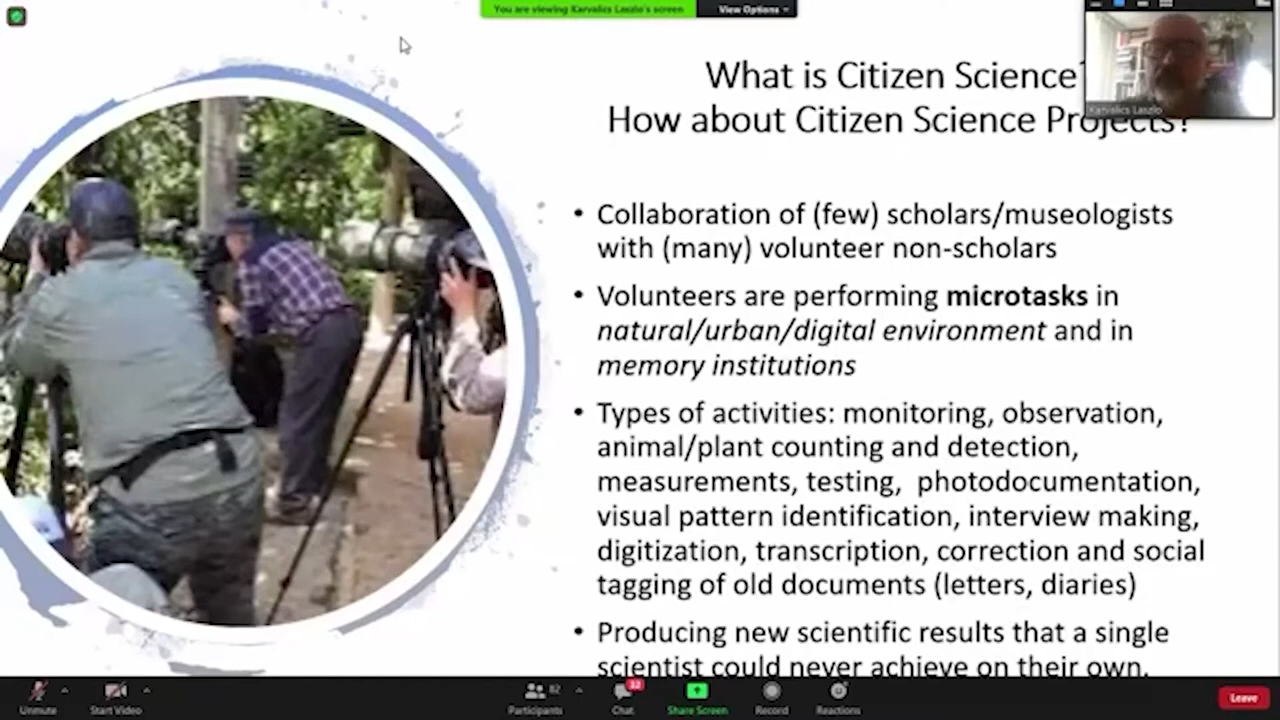 You are viewing Karvalics Laszlo's screen
View Options
Karvalics Laszlo
What is Citizen Science?
How about Citizen Science Projects?
• Collaboration of (few) scholars/museologists
with (many) volunteer non-scholars
• Volunteers are performing microtasks in
natural/urban/digital environment and in
memory institutions
• Types of activities: monitoring, observation,
animal/plant counting and detection,
measurements, testing, photodocumentation,
visual pattern identification, interview making,
digitization, transcription, correction and social
tagging of old documents (letters, diaries)
• Producing new scientific results that a single
scientist could never achieve on their own.
Unmute
Start Video
Participants
82
Chat
32
Share Screen
Record
Reactions
Leave